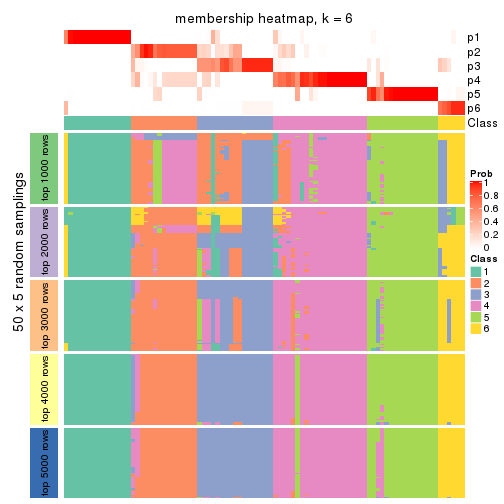 membership heatmap, k = 6
p1
p2
p3
p4
p5
p6
Class
50 x 5 random samplings
top 1000 rows
top 2000 rows
top 3000 rows
top 4000 rows
top 5000 rows
Prob
1
0.8
0.6
0.4
0.2
0
Class
1
2
3
4
5
6